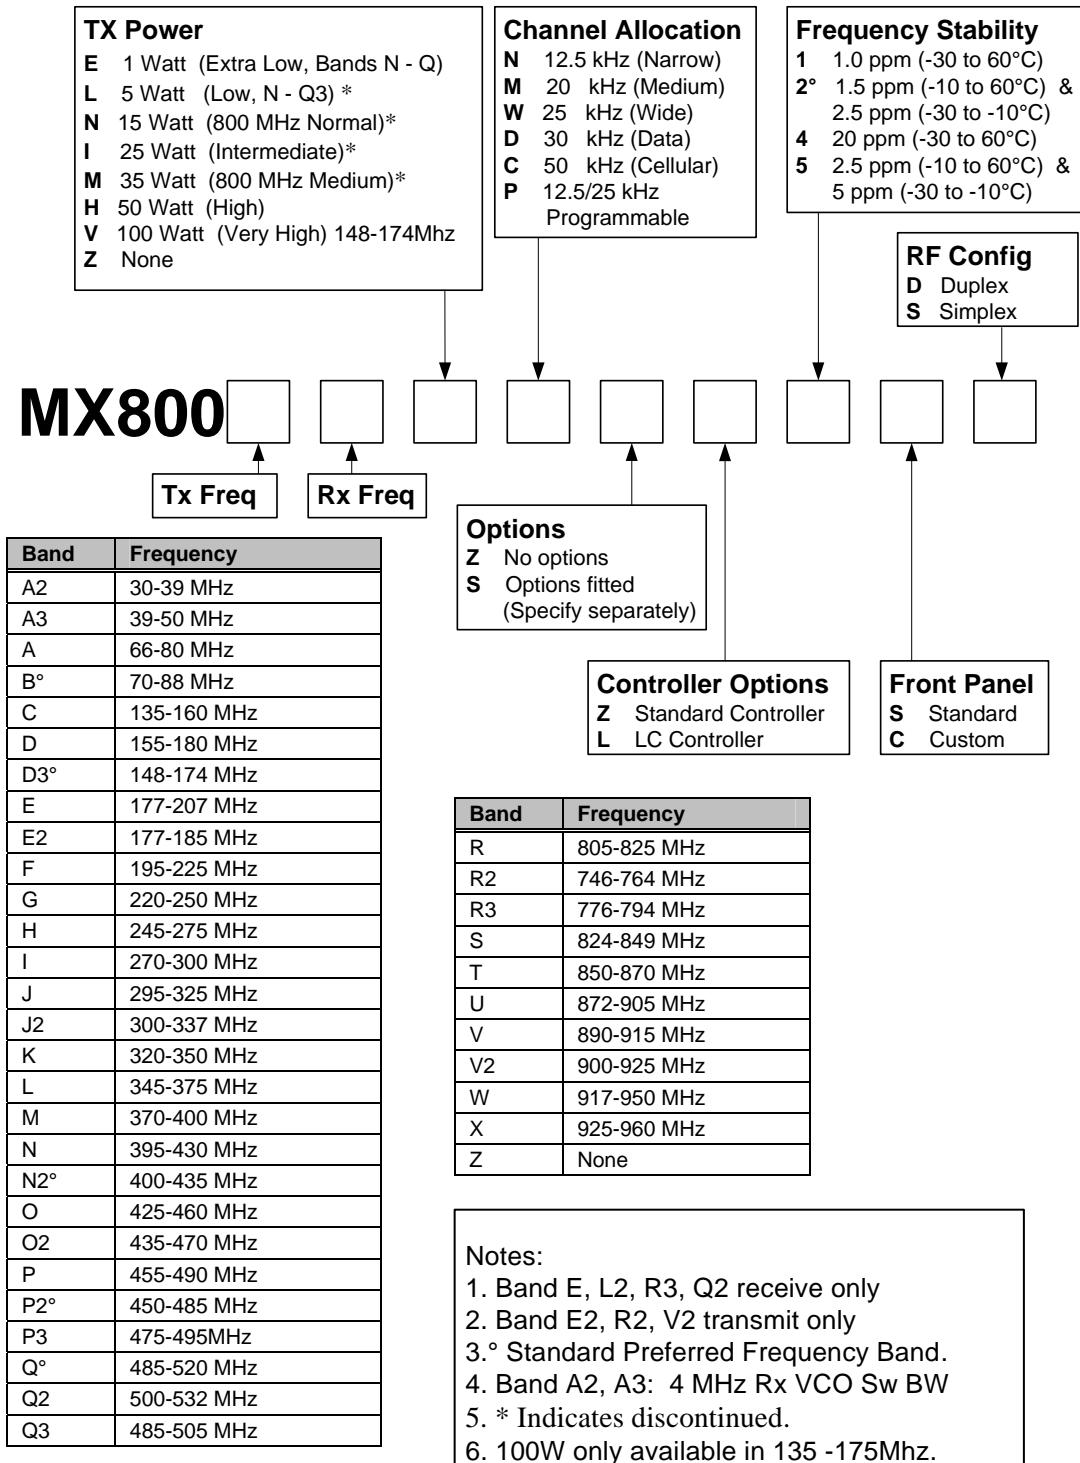 TX Power
E 1 Watt (Extra Low, Bands N - Q)
L 5 Watt (Low, N - Q3) *
N 15 Watt (800 MHz Normal)*
I 25 Watt (Intermediate)*
M 35 Watt (800 MHz Medium)*
H 50 Watt (High)
V 100 Watt (Very High) 148-174Mhz
Z None
Channel Allocation
N 12.5 kHz (Narrow)
M 20 kHz (Medium)
W 25 kHz (Wide)
D 30 kHz (Data)
C 50 kHz (Cellular)
P 12.5/25 kHz
Programmable
Frequency Stability
1 1.0 ppm (-30 to 60°C)
2° 1.5 ppm (-10 to 60°C) &
2.5 ppm (-30 to -10°C)
4 20 ppm (-30 to 60°C)
5 2.5 ppm (-10 to 60°C) &
5 ppm (-30 to -10°C)
RF Config
D Duplex
S Simplex
MX800
Tx Freq
Rx Freq
Options
Z No options
S Options fitted
(Specify separately)
Controller Options
Z Standard Controller
L LC Controller
Front Panel
S Standard
C Custom
Band Frequency
A2 30-39 MHz
A3 39-50 MHz
A 66-80 MHz
B° 70-88 MHz
C 135-160 MHz
D 155-180 MHz
D3° 148-174 MHz
E 177-207 MHz
E2 177-185 MHz
F 195-225 MHz
G 220-250 MHz
H 245-275 MHz
I 270-300 MHz
J 295-325 MHz
J2 300-337 MHz
K 320-350 MHz
L 345-375 MHz
M 370-400 MHz
N 395-430 MHz
N2° 400-435 MHz
O 425-460 MHz
O2 435-470 MHz
P 455-490 MHz
P2° 450-485 MHz
P3 475-495MHz
Q° 485-520 MHz
Q2 500-532 MHz
Q3 485-505 MHz
Band Frequency
R 805-825 MHz
R2 746-764 MHz
R3 776-794 MHz
S 824-849 MHz
T 850-870 MHz
U 872-905 MHz
V 890-915 MHz
V2 900-925 MHz
W 917-950 MHz
X 925-960 MHz
Z None
Notes:
1. Band E, L2, R3, Q2 receive only
2. Band E2, R2, V2 transmit only
3.° Standard Preferred Frequency Band.
4. Band A2, A3: 4 MHz Rx VCO Sw BW
5. * Indicates discontinued.
6. 100W only available in 135 -175Mhz.